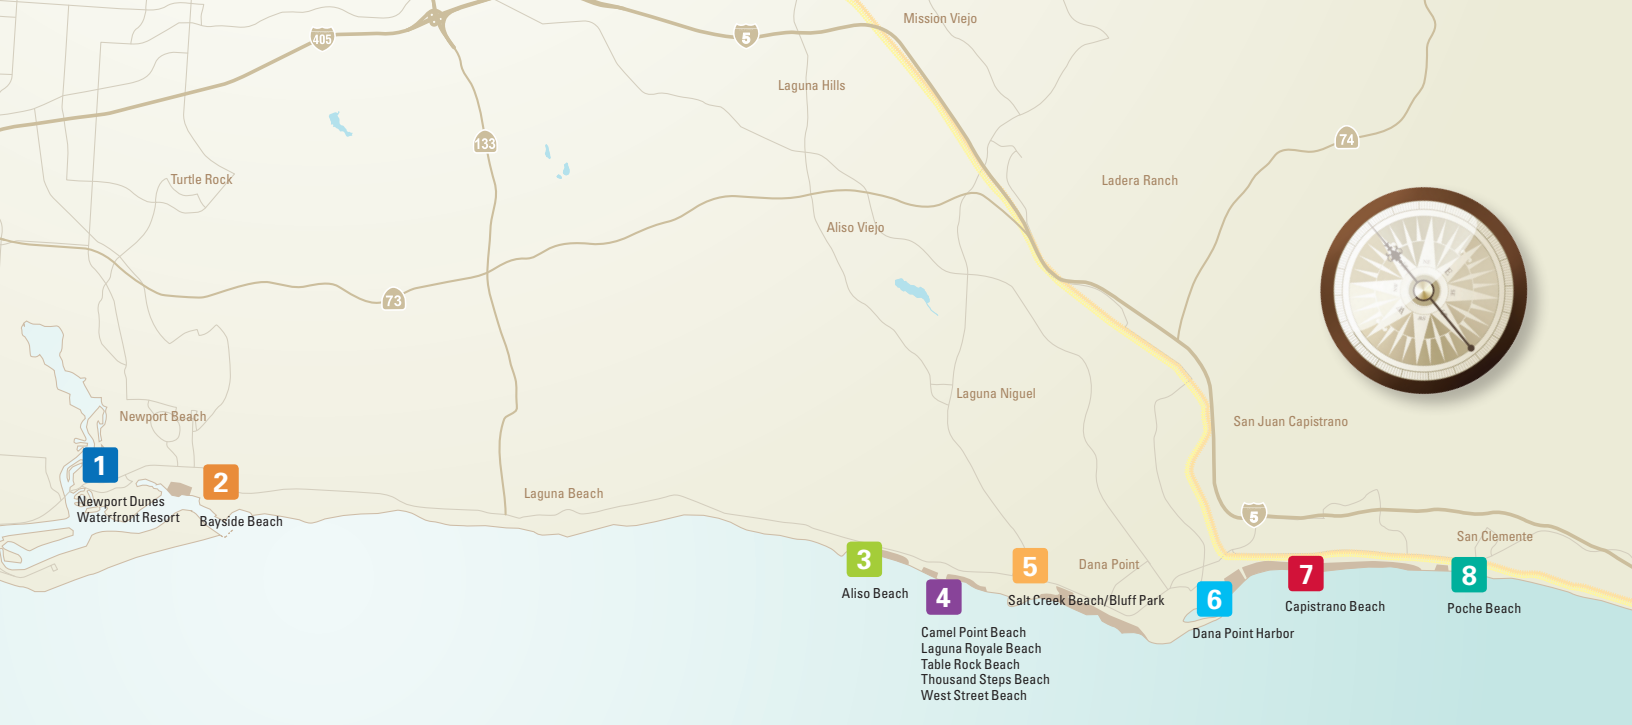 Mission Viejo
405
5
Laguna Hills
133
74
Turtle Rock
Ladera Ranch
Aliso Viejo
73
Laguna Niguel
Newport Beach
San Juan Capistrano
1
Newport Dunes
Waterfront Resort
2
Bayside Beach
Laguna Beach
5
San Clemente
3
Aliso Beach
4
Camel Point Beach
Laguna Royale Beach
Table Rock Beach
Thousand Steps Beach
West Street Beach
5
Salt Creek Beach/Bluff Park
Dana Point
6
Dana Point Harbor
7
Capistrano Beach
8
Poche Beach